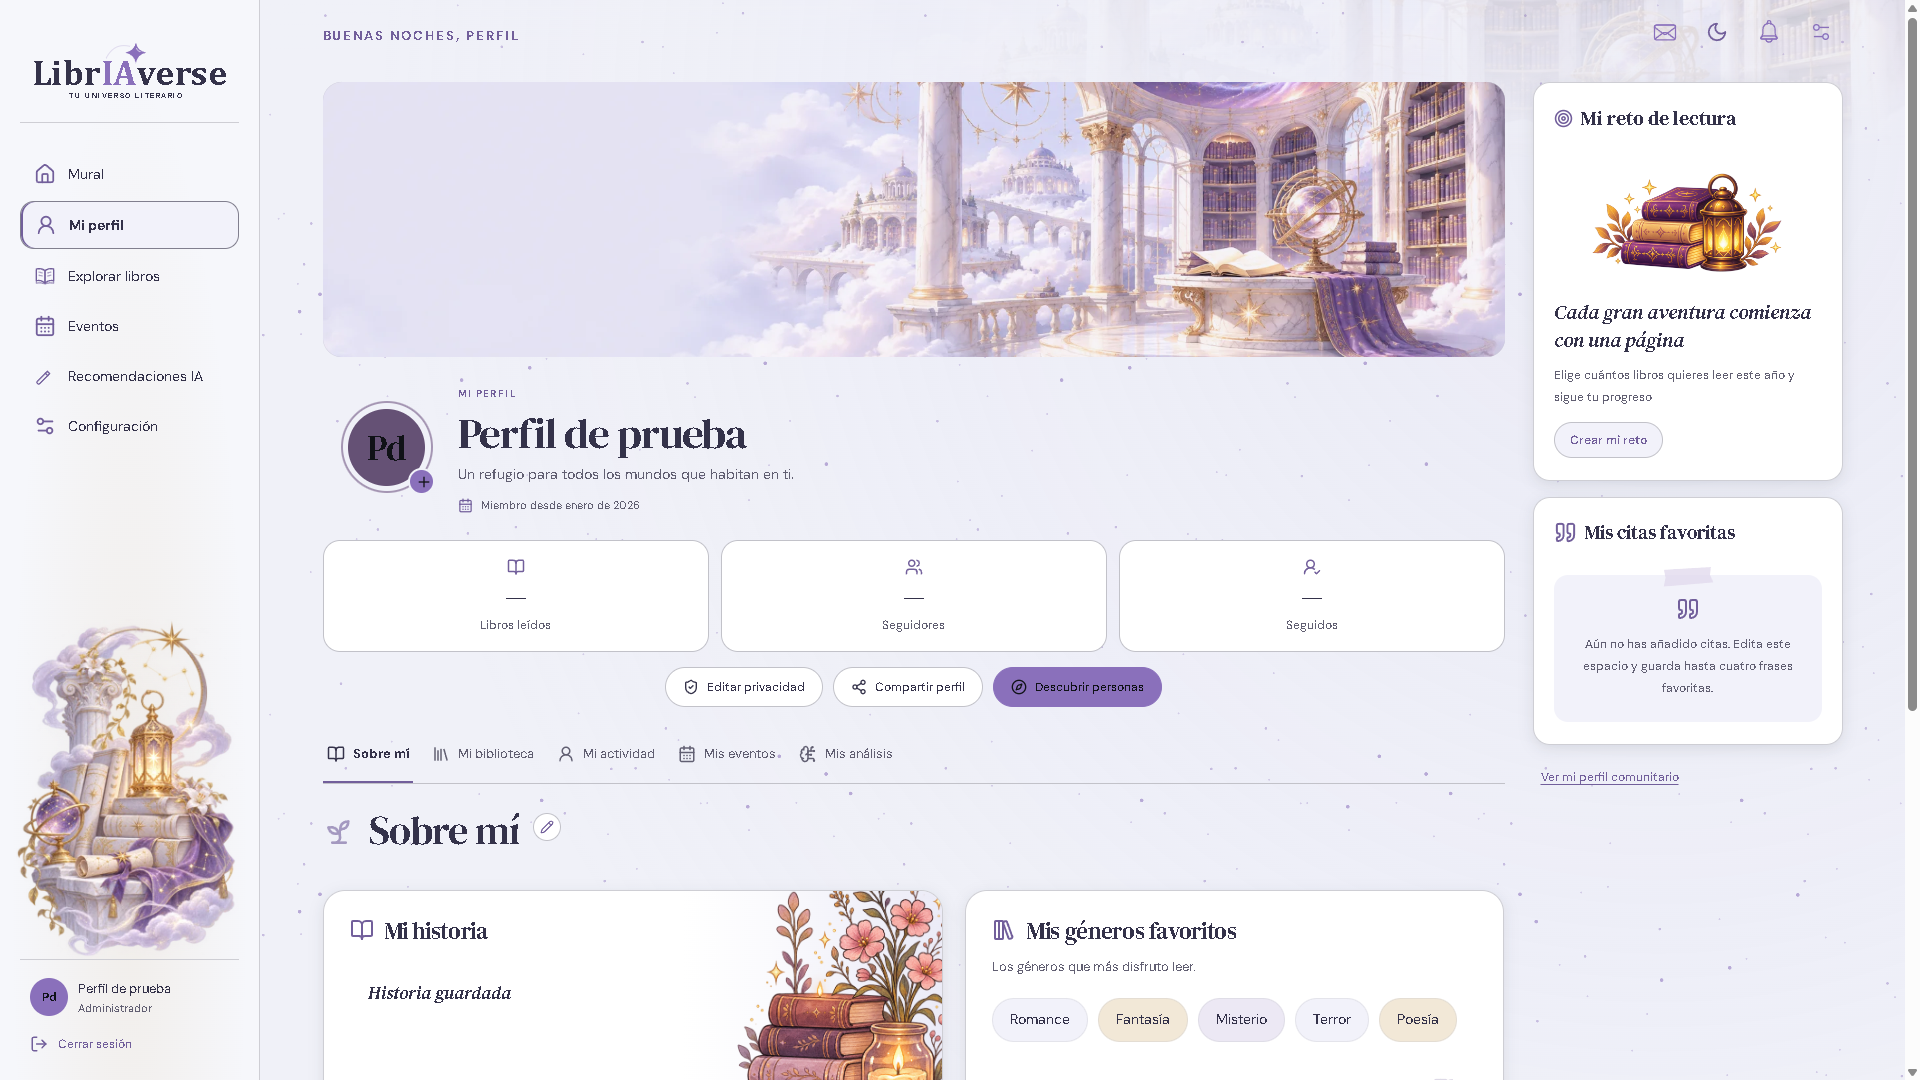 LibrIAverse
TU UNIVERSO LITERARIO
Mural
Mi perfil
Explorar libros
Eventos
Recomendaciones IA
Configuración
Pd
Perfil de prueba
Administrador
Cerrar sesión
BUENAS NOCHES, PERFIL
Pd
MI PERFIL
Perfil de prueba
Un refugio para todos los mundos que habitan en ti.
Miembro desde enero de 2026
—
Libros leídos
—
Seguidores
—
Seguidos
Editar privacidad
Compartir perfil
Descubrir personas
Sobre mí
Mi biblioteca
Mi actividad
Mis eventos
Mis análisis
Sobre mí
Mi historia
Historia guardada
Mis géneros favoritos
Los géneros que más disfruto leer.
Romance
Fantasía
Misterio
Terror
Poesía
Mi reto de lectura
Cada gran aventura comienza
con una página
Elige cuántos libros quieres leer este año y
sigue tu progreso
Crear mi reto
Mis citas favoritas
Aún no has añadido citas. Edita este
espacio y guarda hasta cuatro frases
favoritas.
Ver mi perfil comunitario